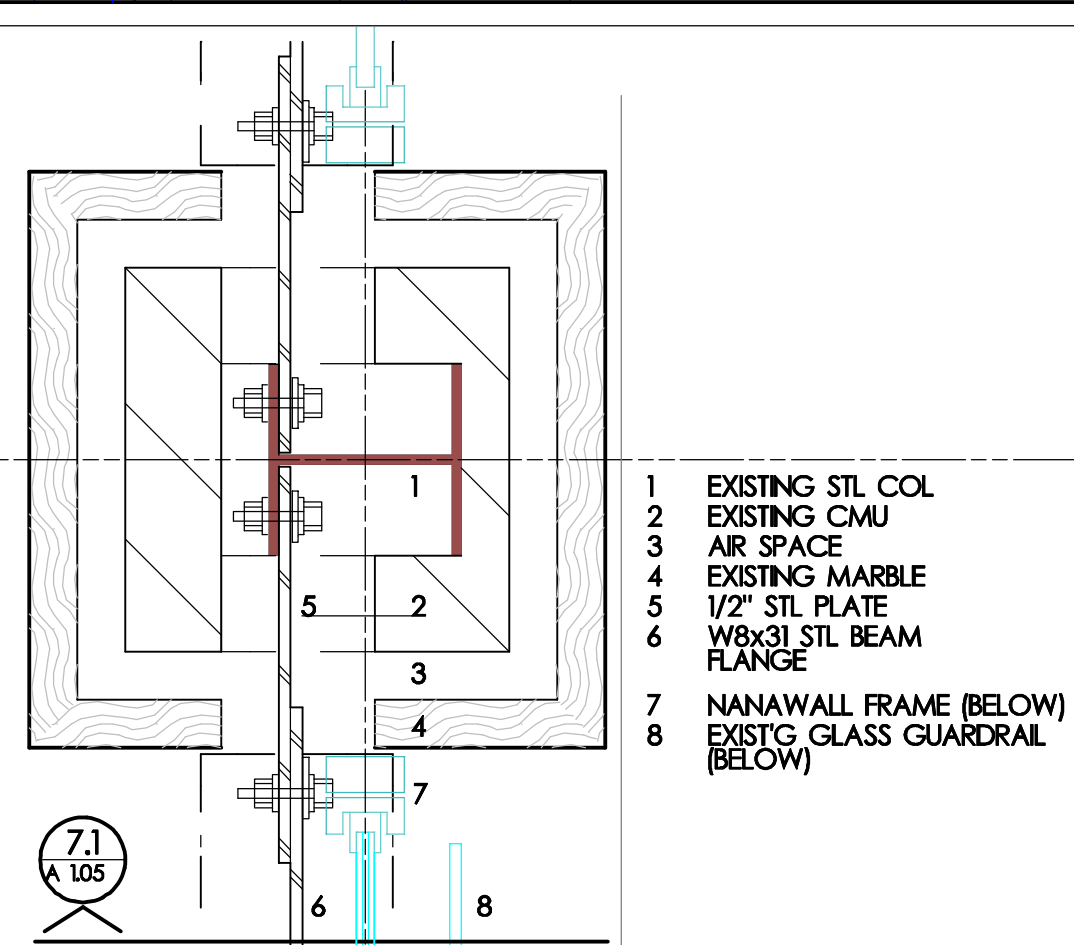 1
5
2
3
4
7
6
8
7.1
A 1.05
1 EXISTING STL COL
2 EXISTING CMU
3 AIR SPACE
4 EXISTING MARBLE
5 1/2" STL PLATE
6 W8x31 STL BEAM
FLANGE
7 NANAWALL FRAME (BELOW)
8 EXIST'G GLASS GUARDRAIL
(BELOW)